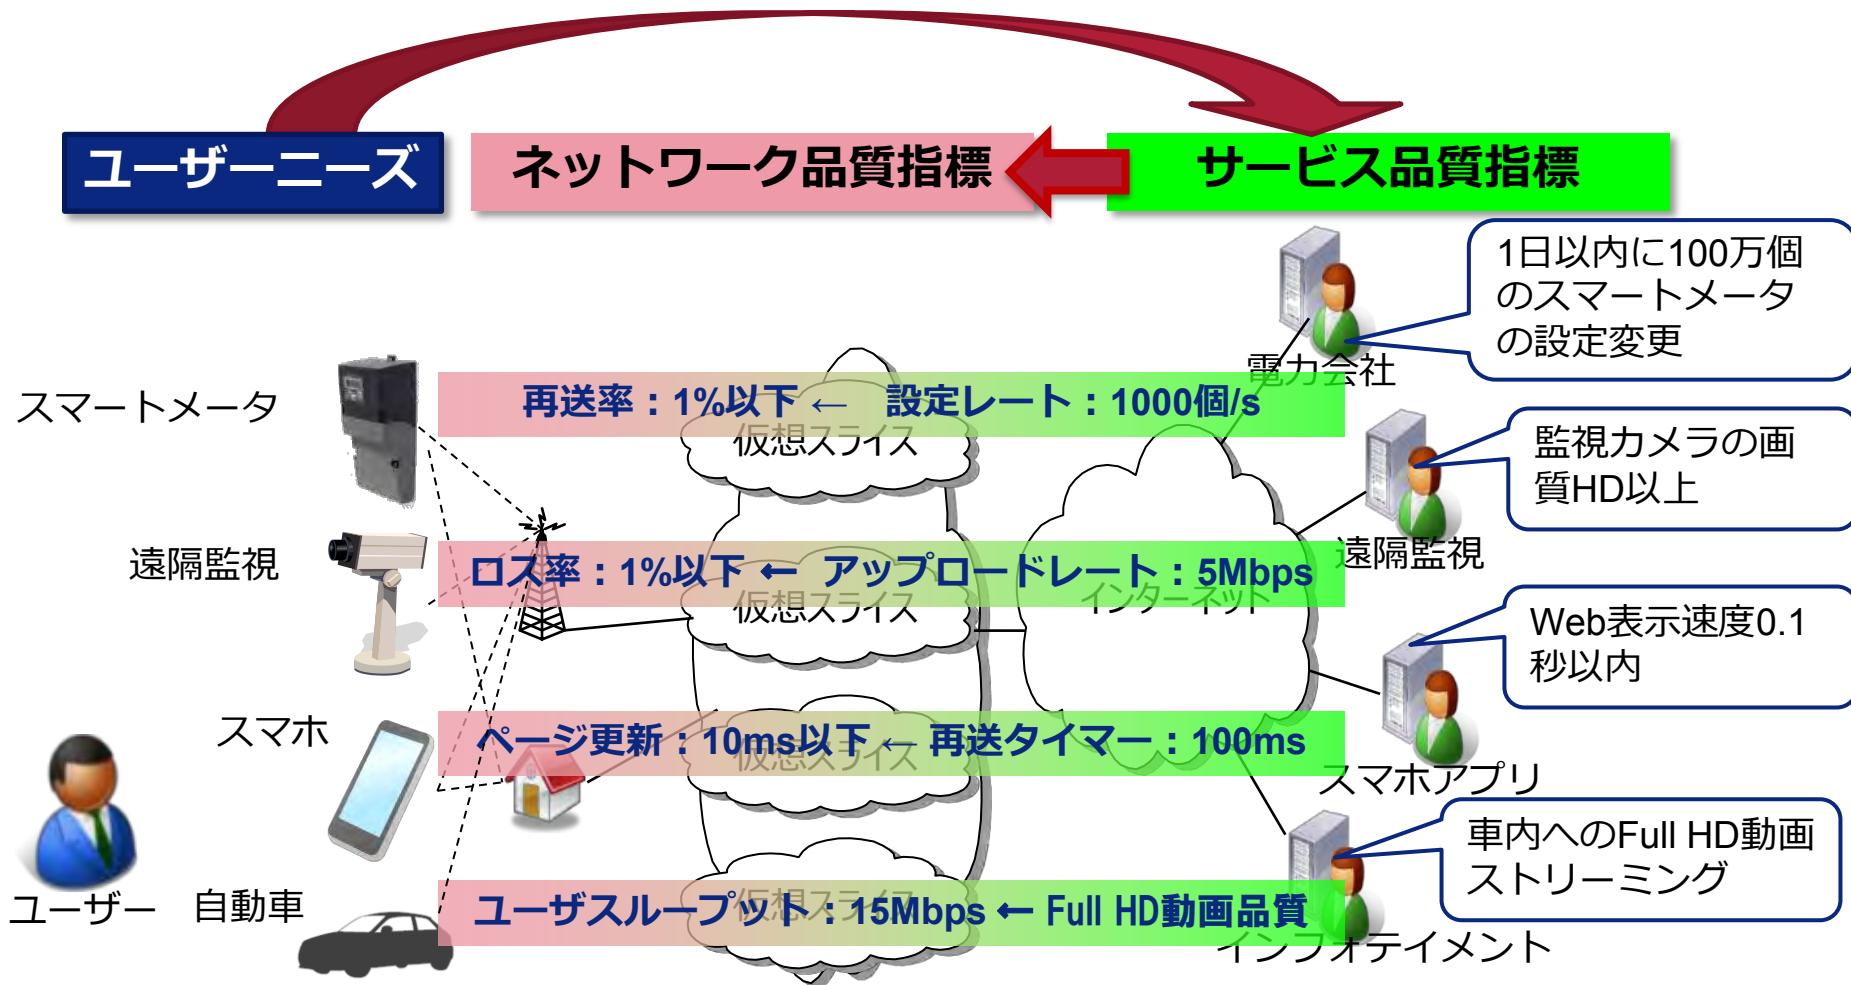 ユーザーニーズ
ネットワーク品質指標
サービス品質指標
1日以内に100万個
のスマートメータ
の設定変更
電力会社
スマートメータ
再送率：1%以下 ← 設定レート：1000個/s
仮想スライス
監視カメラの画
質HD以上
遠隔監視
遠隔監視
ロス率：1%以下 ← アップロードレート：5Mbps
仮想スライス
インターネット
Web表示速度0.1
秒以内
スマホ
ページ更新：10ms以下 ← 再送タイマー：100ms
仮想スライス
スマホアプリ
車内へのFull HD動画
ストリーミング
ユーザー
自動車
ユーザスループット：15Mbps ← Full HD動画品質
仮想スライス
インフォテイメント